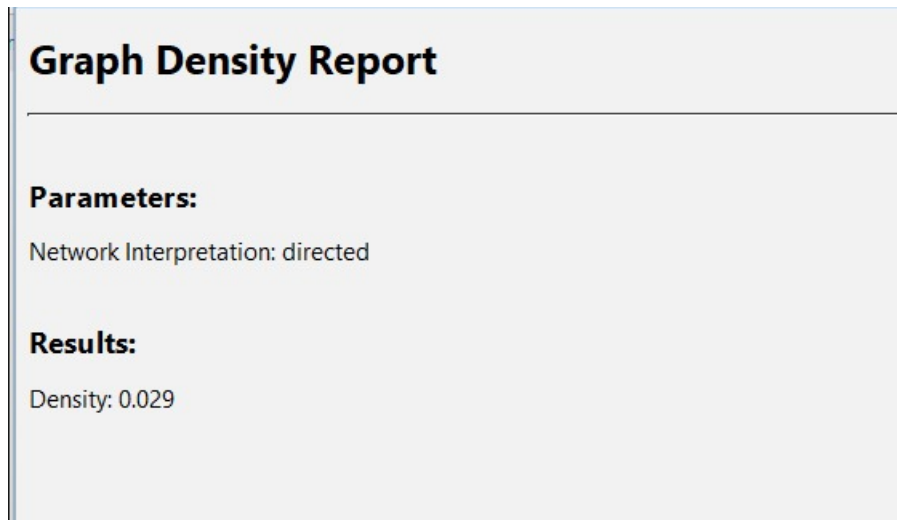 Graph Density Report
Parameters:
Network Interpretation: directed
Results:
Density: 0.029